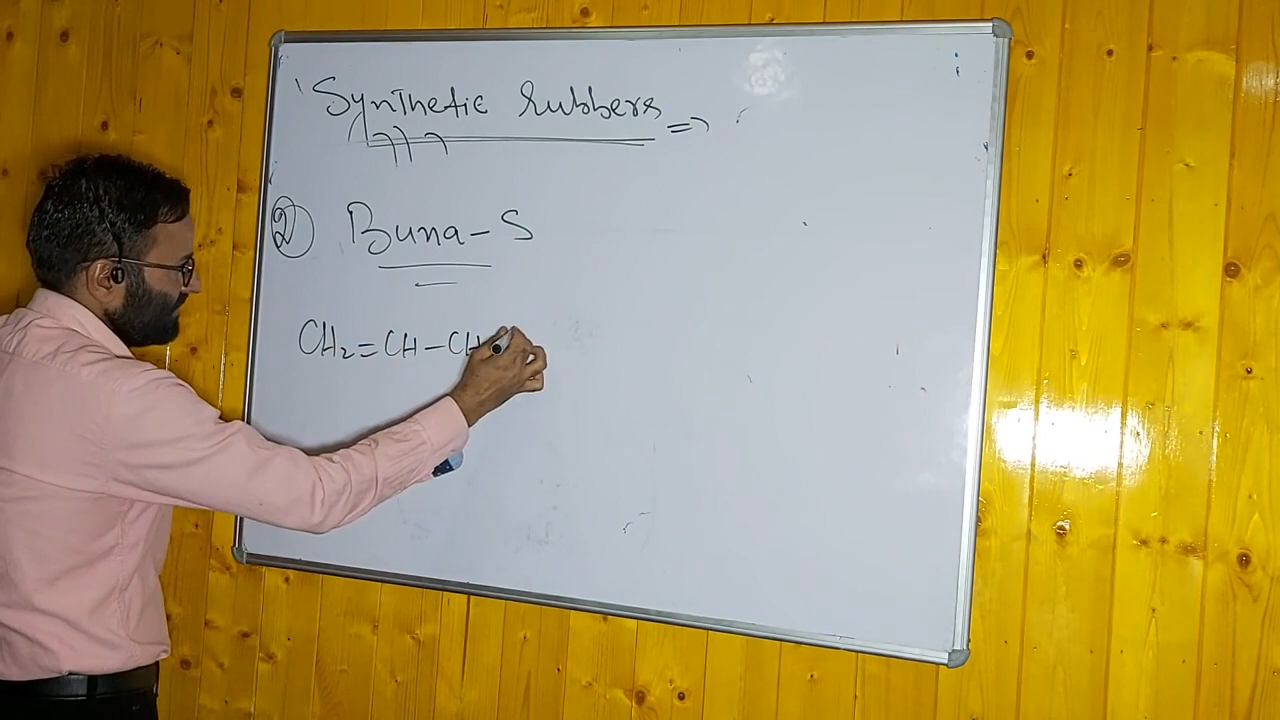 Synthetic Rubbers =>
2) Buna-S
CH₂=CH-CH